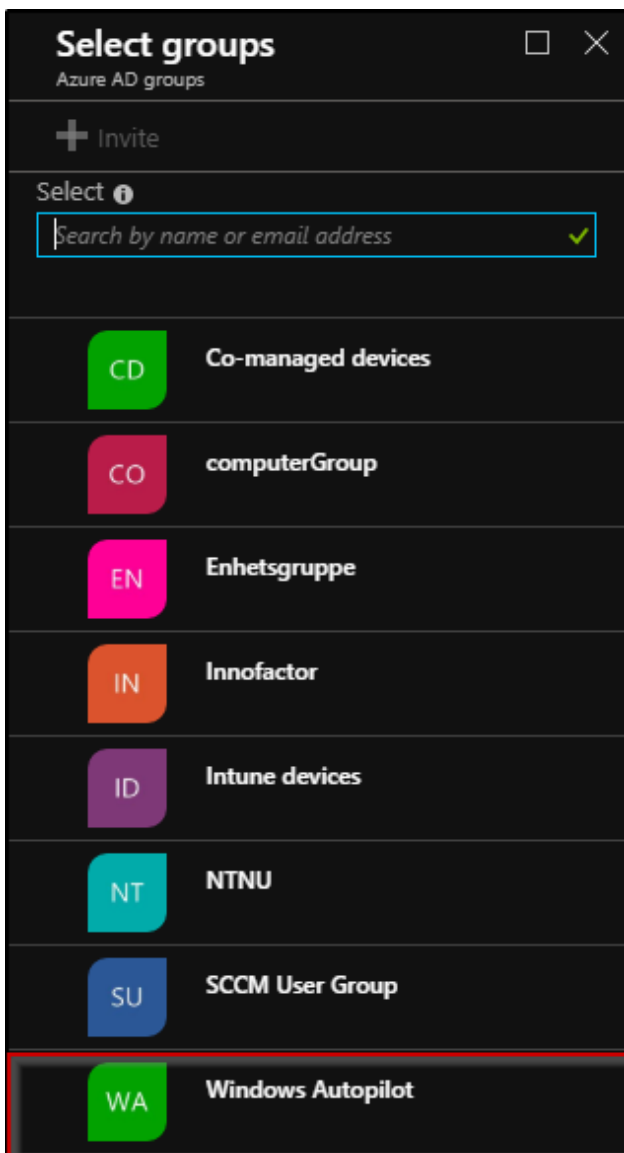 Select groups
Azure AD groups
Invite
Select
Search by name or email address
CD Co-managed devices
CO computerGroup
EN Enhetsgruppe
IN Innofactor
ID Intune devices
NT NTNU
SU SCCM User Group
WA Windows Autopilot